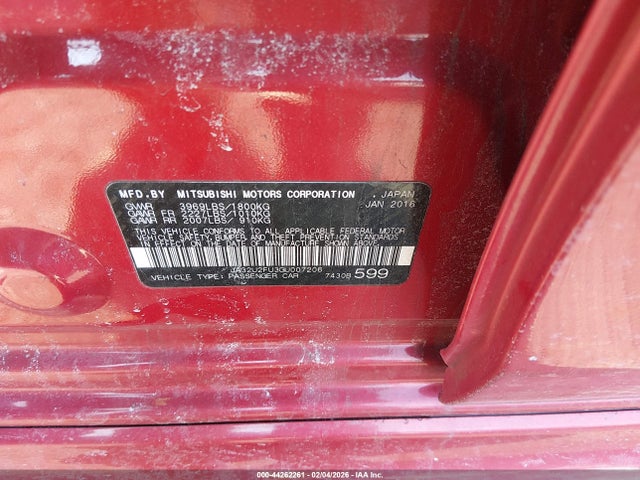 MFD.BY MITSUBISHI MOTORS CORPORATION , JAPAN
GVWR 3969LBS/1800KG JAN 2016
GAWR FR 2227LBS/1010KG
GAWR RR 2007LBS/ 910KG
THIS VEHICLE CONFORMS TO ALL APPLICABLE FEDERAL MOTOR
VEHICLE SAFETY, BUMPER, AND THEFT PREVENTION STANDARDS
IN EFFECT ON THE DATE OF MANUFACTURE SHOWN ABOVE.
JA32U2FU3GU007206
VEHICLE TYPE: PASSENGER CAR 7430B 599
000-44262261 - 02/04/2026 - IAAI